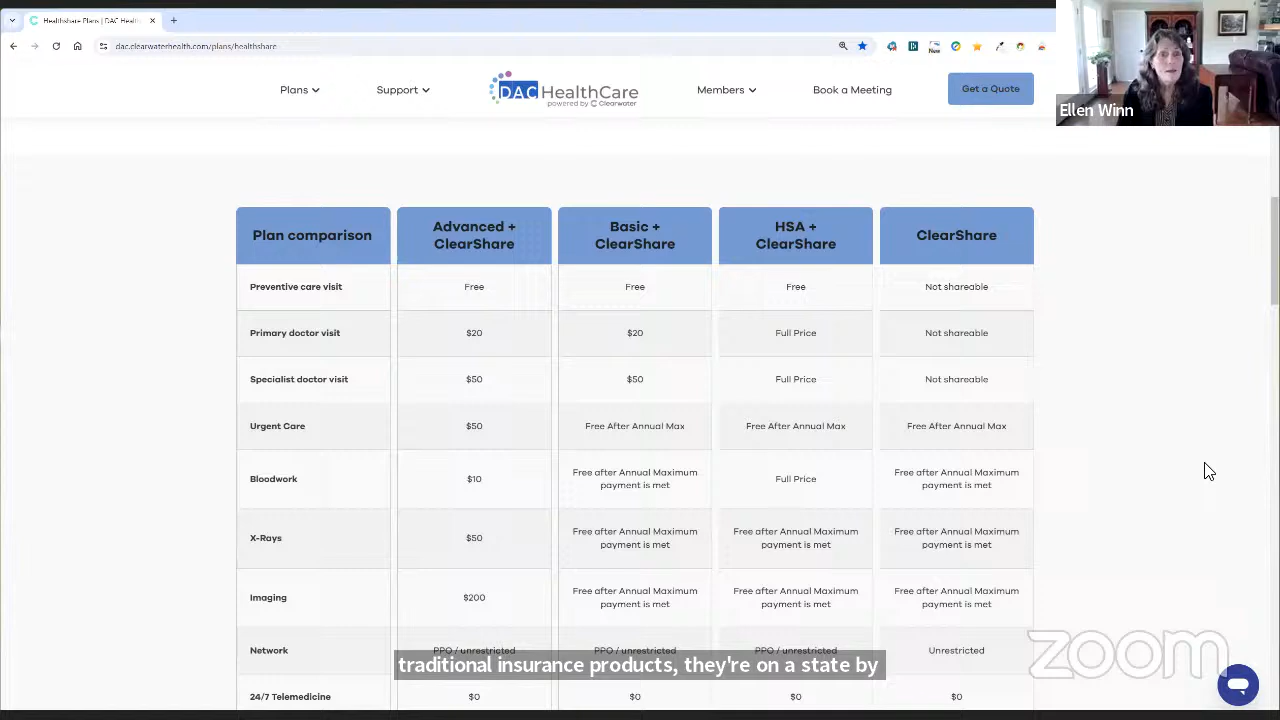 Healthshare Plans | DAC Health
dac.clearwaterhealth.com/plans/healthshare
New
Plans
Support
DAC HealthCare
powered by Clearwater
Members
Book a Meeting
Get a Quote
Ellen Winn
Plan comparison
Advanced +
ClearShare
Basic +
ClearShare
HSA +
ClearShare
ClearShare
Preventive care visit
Free
Free
Free
Not shareable
Primary doctor visit
$20
$20
Full Price
Not shareable
Specialist doctor visit
$50
$50
Full Price
Not shareable
Urgent Care
$50
Free After Annual Max
Free After Annual Max
Free After Annual Max
Bloodwork
$10
Free after Annual Maximum
payment is met
Full Price
Free after Annual Maximum
payment is met
X-Rays
$50
Free after Annual Maximum
payment is met
Free after Annual Maximum
payment is met
Free after Annual Maximum
payment is met
Imaging
$200
Free after Annual Maximum
payment is met
Free after Annual Maximum
payment is met
Free after Annual Maximum
payment is met
Network
PPO / unrestricted
PPO / unrestricted
PPO / unrestricted
Unrestricted
traditional insurance products, they're on a state by
24/7 Telemedicine
$0
$0
$0
$0
zoom